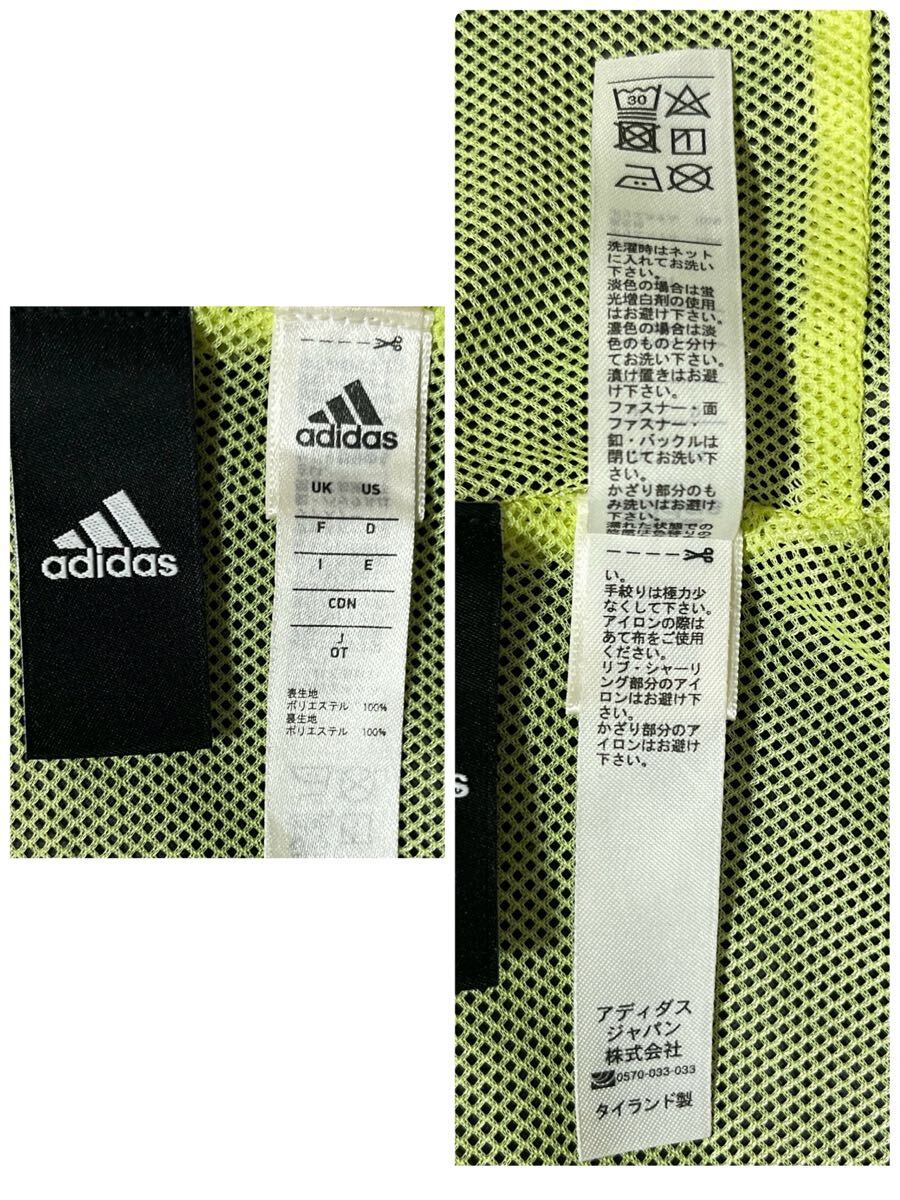 adidas
adidas
UK US
F D
I E
CDN
J
OT
表生地
ポリエステル 100%
裏生地
ポリエステル 100%
30
1
洗濯時はネット
に入れてお洗い
下さい。
淡色の場合は蛍
光増白剤の使用
はお避け下さい。
濃色の場合は淡
色のものと分け
てお洗い下さい。
漬け置きはお避
け下さい。
ファスナー・面
ファスナー・
釦・バックルは
閉じてお洗い下
さい。
かざり部分のも
み洗いはお避け
下さい。
濡れた状態での
い。
手絞りは極力少
なくして下さい。
アイロンの際は
あて布をご使用
ください。
リブ・シャーリ
ング部分のアイ
ロンはお避け下
さい。
かざり部分のア
イロンはお避け
下さい。
s
アディダス
ジャパン
株式会社
0570-033-033
タイランド製